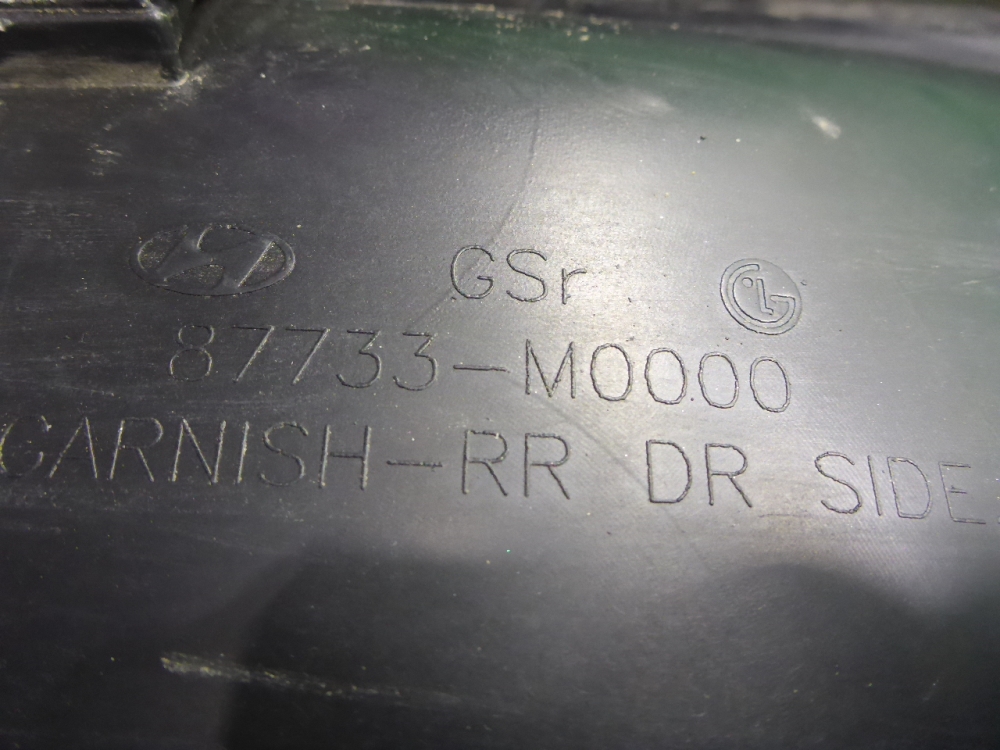 GSr LG
87733-M0000
GARNISH-RR DR SIDE